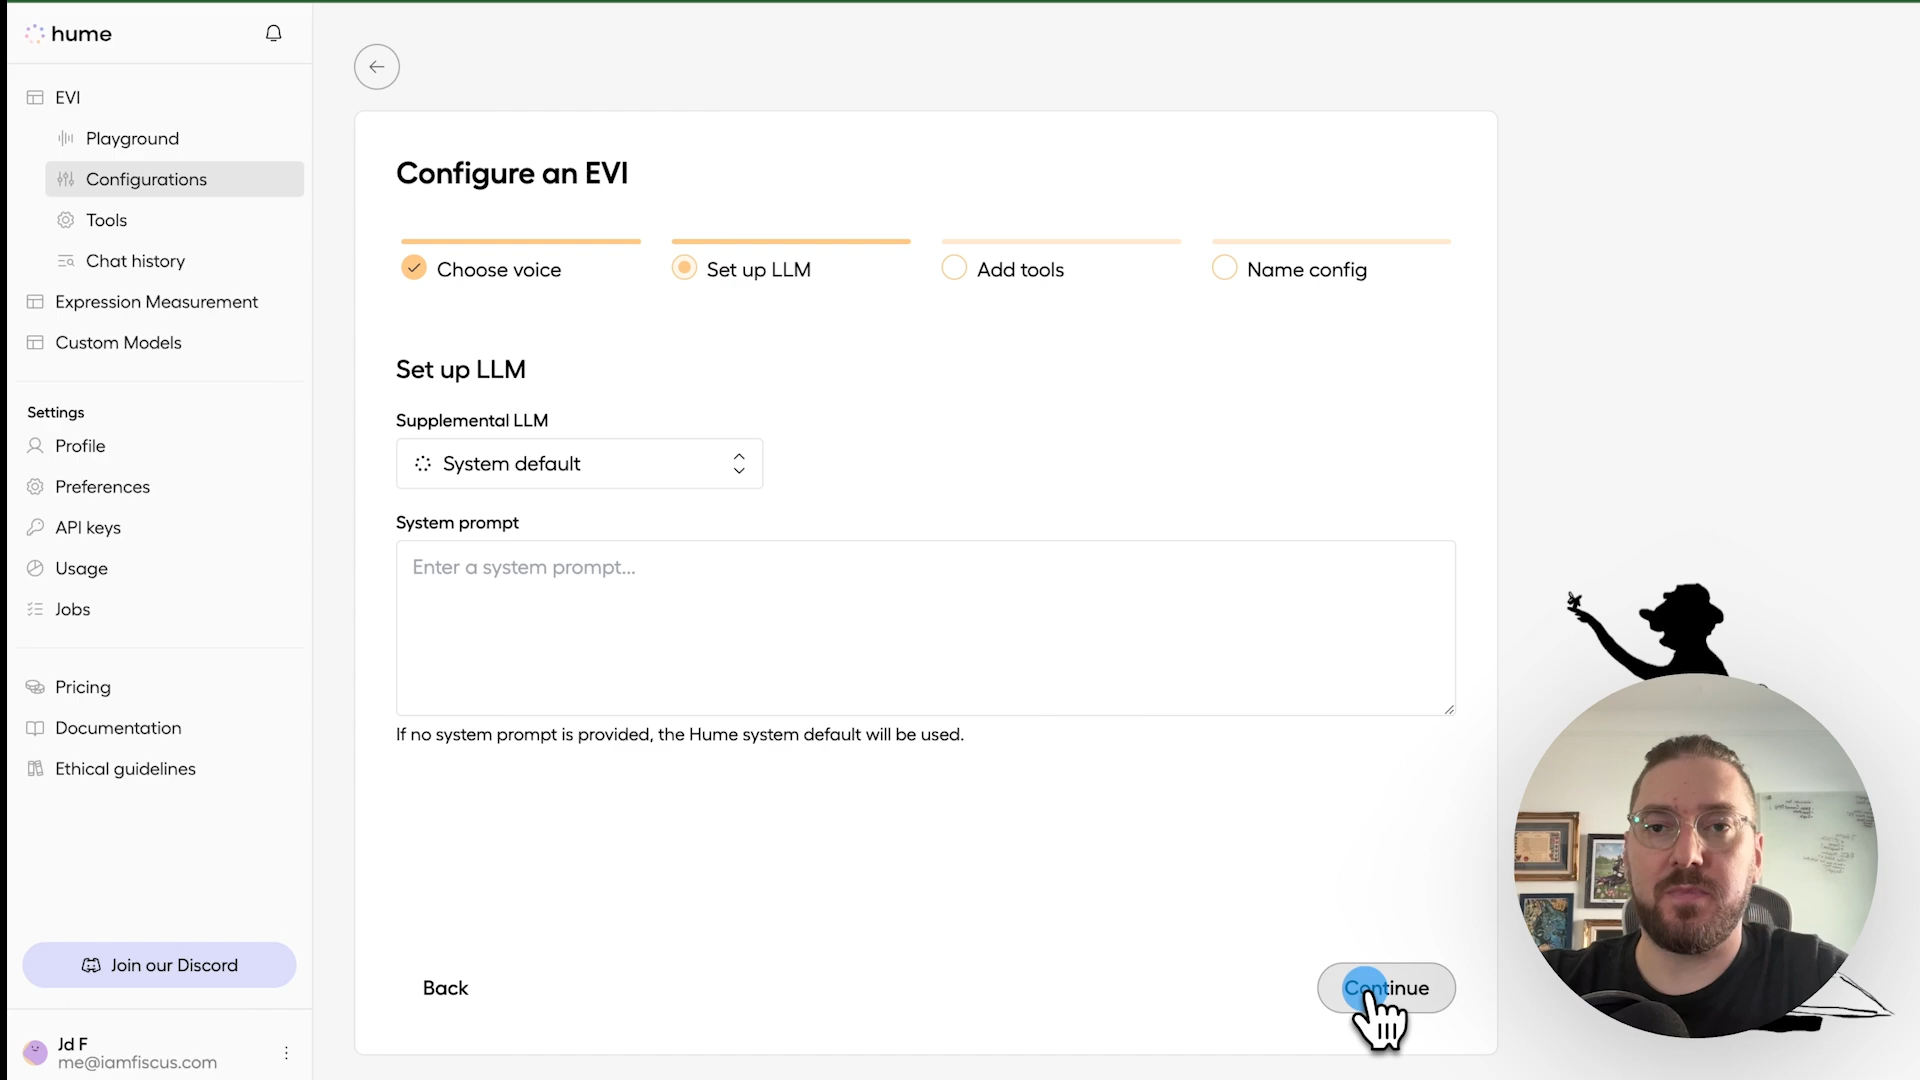 hume
EVI
Playground
Configurations
Tools
Chat history
Expression Measurement
Custom Models
Settings
Profile
Preferences
API keys
Usage
Jobs
Pricing
Documentation
Ethical guidelines
Join our Discord
Jd F
me@iamfiscus.com
Configure an EVI
Choose voice
Set up LLM
Add tools
Name config
Set up LLM
Supplemental LLM
System default
System prompt
Enter a system prompt...
If no system prompt is provided, the Hume system default will be used.
Back
Continue